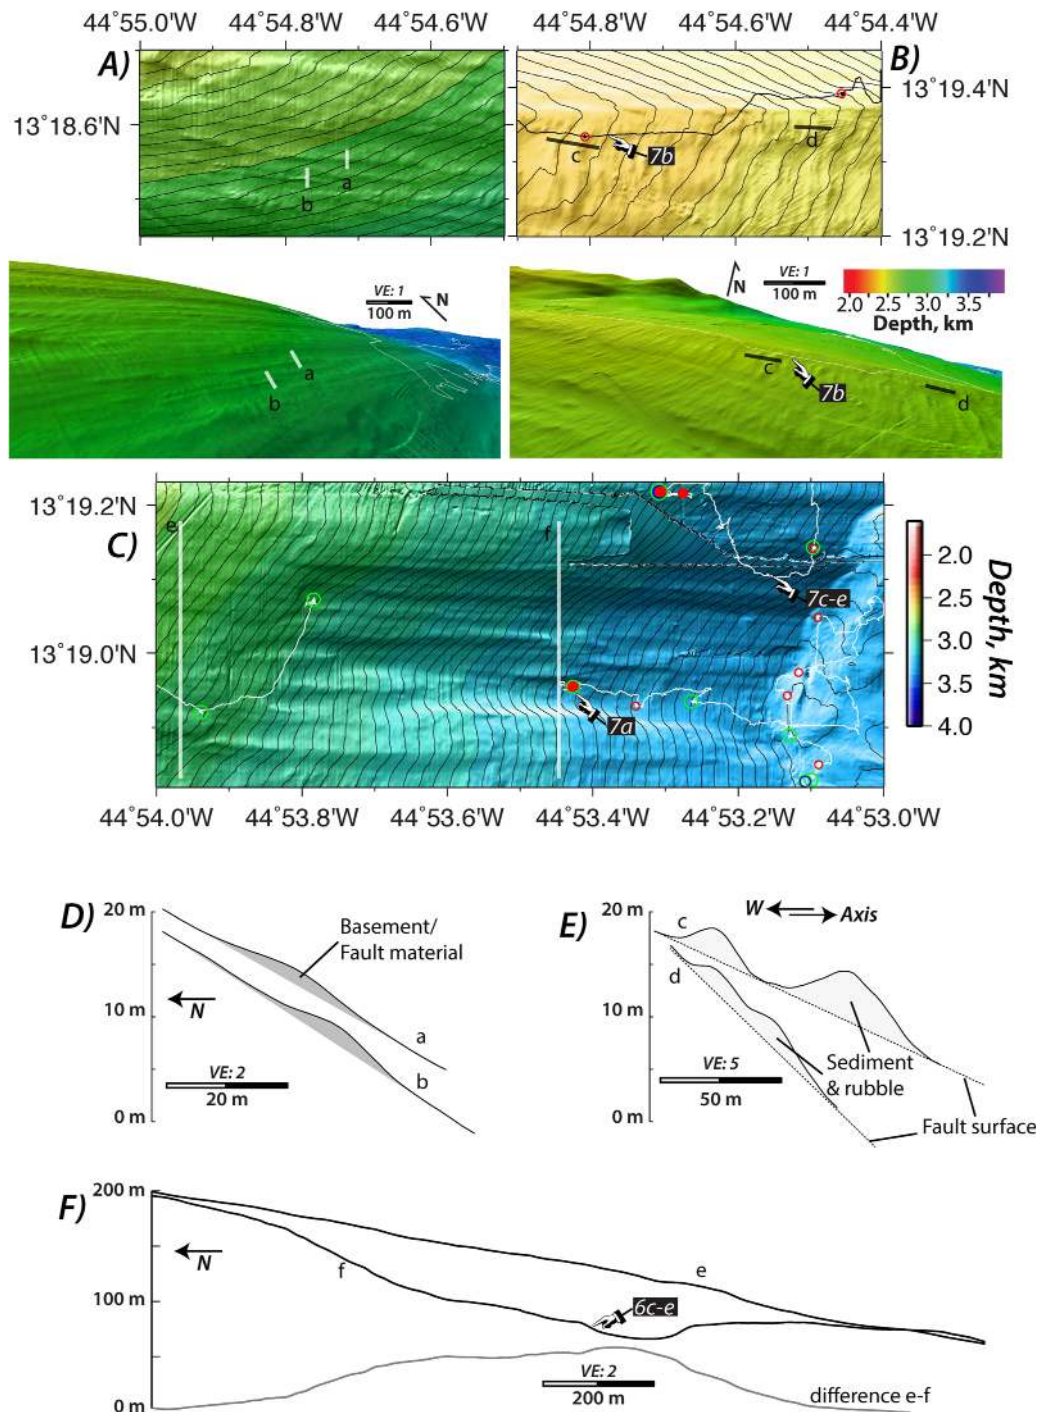 44°55.0'W 44°54.8'W 44°54.6'W
44°54.8'W 44°54.6'W 44°54.4'W
A)
B)
13°18.6'N
13°19.4'N
13°19.2'N
a
b
c
7b
d
VE: 1
N
100 m
a
b
N
VE: 1
100 m
2.0 2.5 3.0 3.5
Depth, km
c
7b
d
13°19.2'N
13°19.0'N
C)
e
f
7c-e
7a
2.0
2.5
3.0
3.5
4.0
Depth, km
44°54.0'W 44°53.8'W 44°53.6'W 44°53.4'W 44°53.2'W 44°53.0'W
D)
20 m
10 m
0 m
Basement/
Fault material
N
a
b
VE: 2
20 m
E)
W
Axis
20 m
10 m
0 m
c
d
VE: 5
50 m
Sediment
& rubble
Fault surface
F)
200 m
100 m
0 m
N
f
e
6c-e
VE: 2
200 m
difference e-f